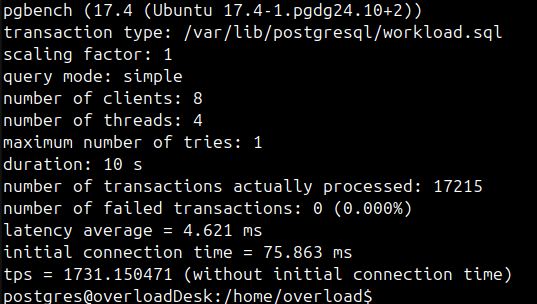 pgbench (17.4 (Ubuntu 17.4-1.pgdg24.10+2))
transaction type: /var/lib/postgresql/workload.sql
scaling factor: 1
query mode: simple
number of clients: 8
number of threads: 4
maximum number of tries: 1
duration: 10 s
number of transactions actually processed: 17215
number of failed transactions: 0 (0.000%)
latency average = 4.621 ms
initial connection time = 75.863 ms
tps = 1731.150471 (without initial connection time)
postgres@overloadDesk:/home/overload$